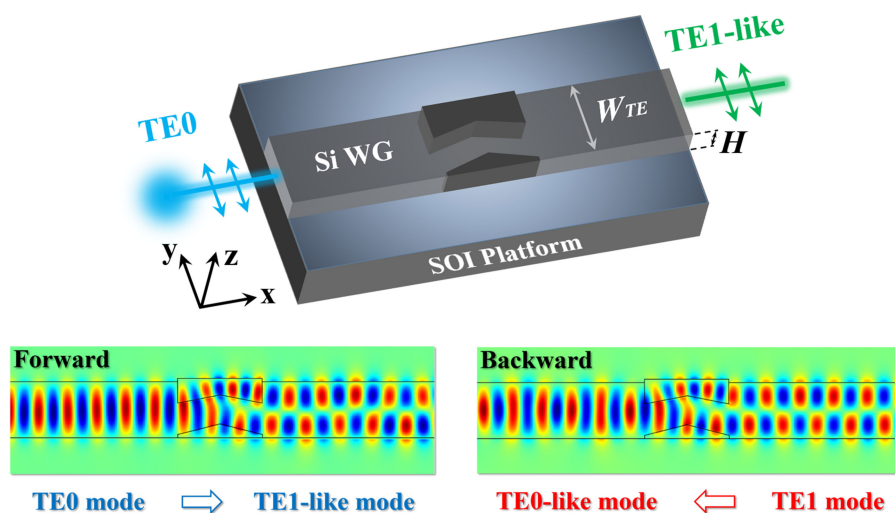 TE1-like
TE0
W_TE
Si WG
H
y
z
x
SOI Platform
Forward
Backward
TE0 mode ⇨ TE1-like mode
TE0-like mode ⇦ TE1 mode